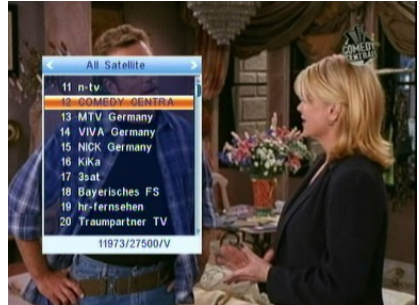 COMEDY
CENTRAL
All Satellite
11 n-tv
12 COMEDY CENTRA
13 MTV Germany
14 VIVA Germany
15 NICK Germany
16 KiKa
17 3sat
18 Bayerisches FS
19 hr-fernsehen
20 Traumpartner TV
11973/27500/V